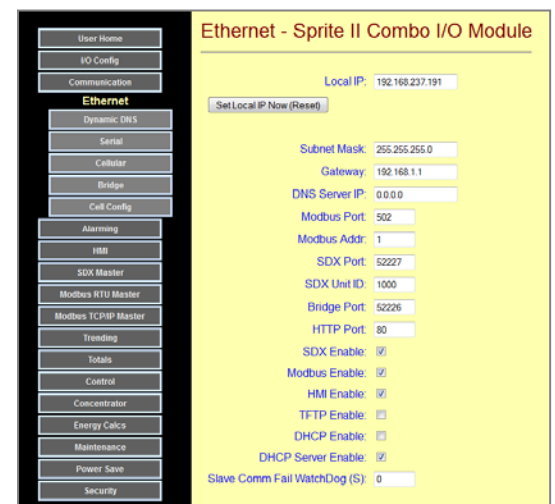 User Home
I/O Config
Communication
Ethernet
Dynamic DNS
Serial
Cellular
Bridge
Cell Config
Alarming
HMI
SDX Master
Modbus RTU Master
Modbus TCP/IP Master
Trending
Totals
Control
Concentrator
Energy Calcs
Maintenance
Power Save
Security
Ethernet - Sprite II Combo I/O Module
Local IP: 192.168.237.191
Set Local IP Now (Reset)
Subnet Mask: 255.255.255.0
Gateway: 192.168.1.1
DNS Server IP: 0.0.0.0
Modbus Port: 502
Modbus Addr: 1
SDX Port: 52227
SDX Unit ID: 1000
Bridge Port: 52226
HTTP Port: 80
SDX Enable:
Modbus Enable:
HMI Enable:
TFTP Enable:
DHCP Enable:
DHCP Server Enable:
Slave Comm Fail WatchDog (S): 0